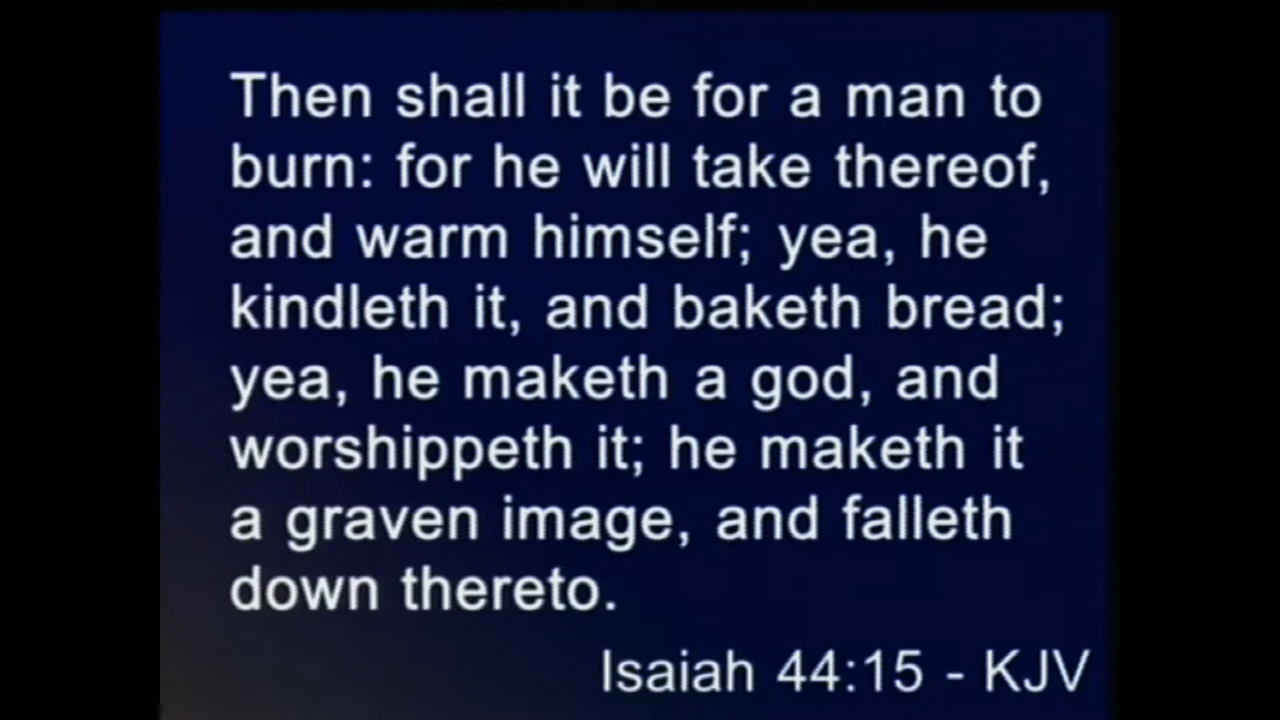 Then shall it be for a man to
burn: for he will take thereof,
and warm himself; yea, he
kindleth it, and baketh bread;
yea, he maketh a god, and
worshippeth it; he maketh it
a graven image, and falleth
down thereto.
Isaiah 44:15 - KJV